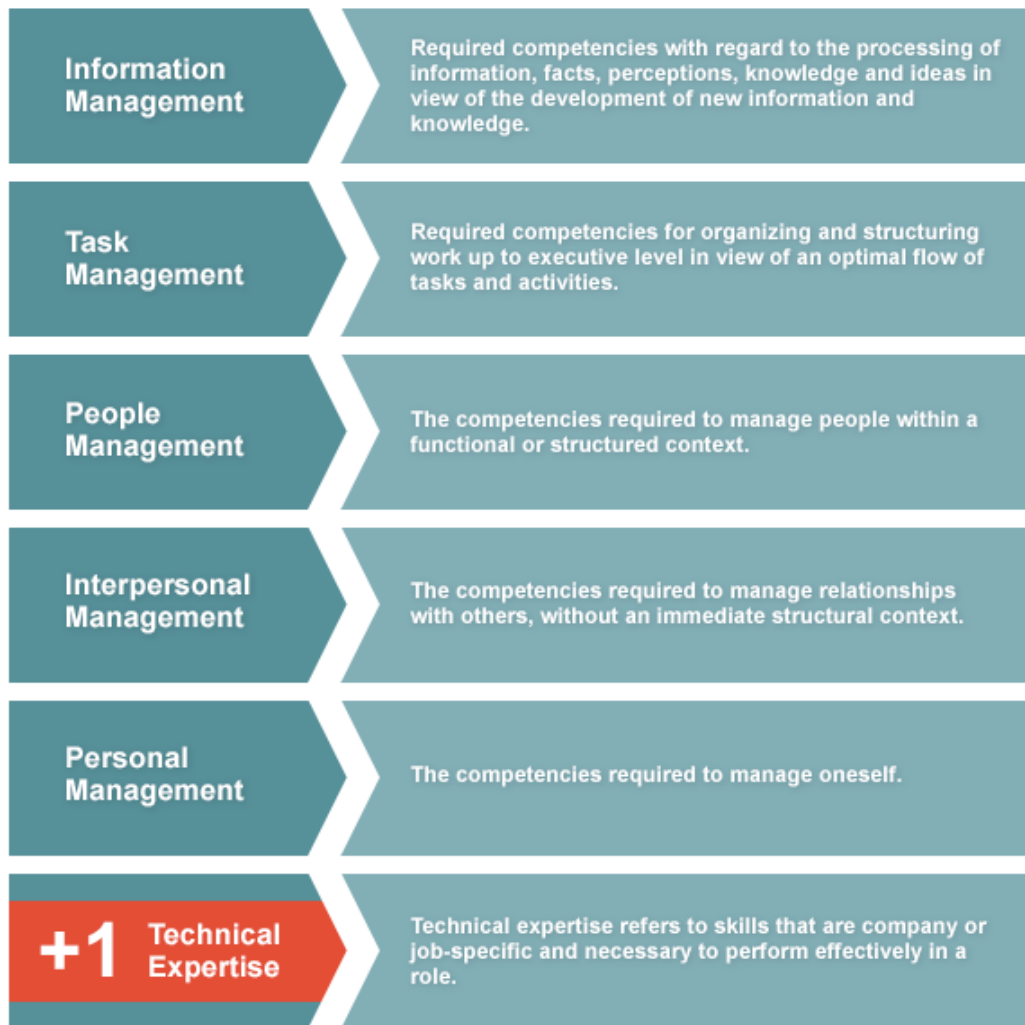 Information
Management
Required competencies with regard to the processing of
information, facts, perceptions, knowledge and ideas in
view of the development of new information and
knowledge.
Task
Management
Required competencies for organizing and structuring
work up to executive level in view of an optimal flow of
tasks and activities.
People
Management
The competencies required to manage people within a
functional or structured context.
Interpersonal
Management
The competencies required to manage relationships
with others, without an immediate structural context.
Personal
Management
The competencies required to manage oneself.
+1
Technical
Expertise
Technical expertise refers to skills that are company or
job-specific and necessary to perform effectively in a
role.